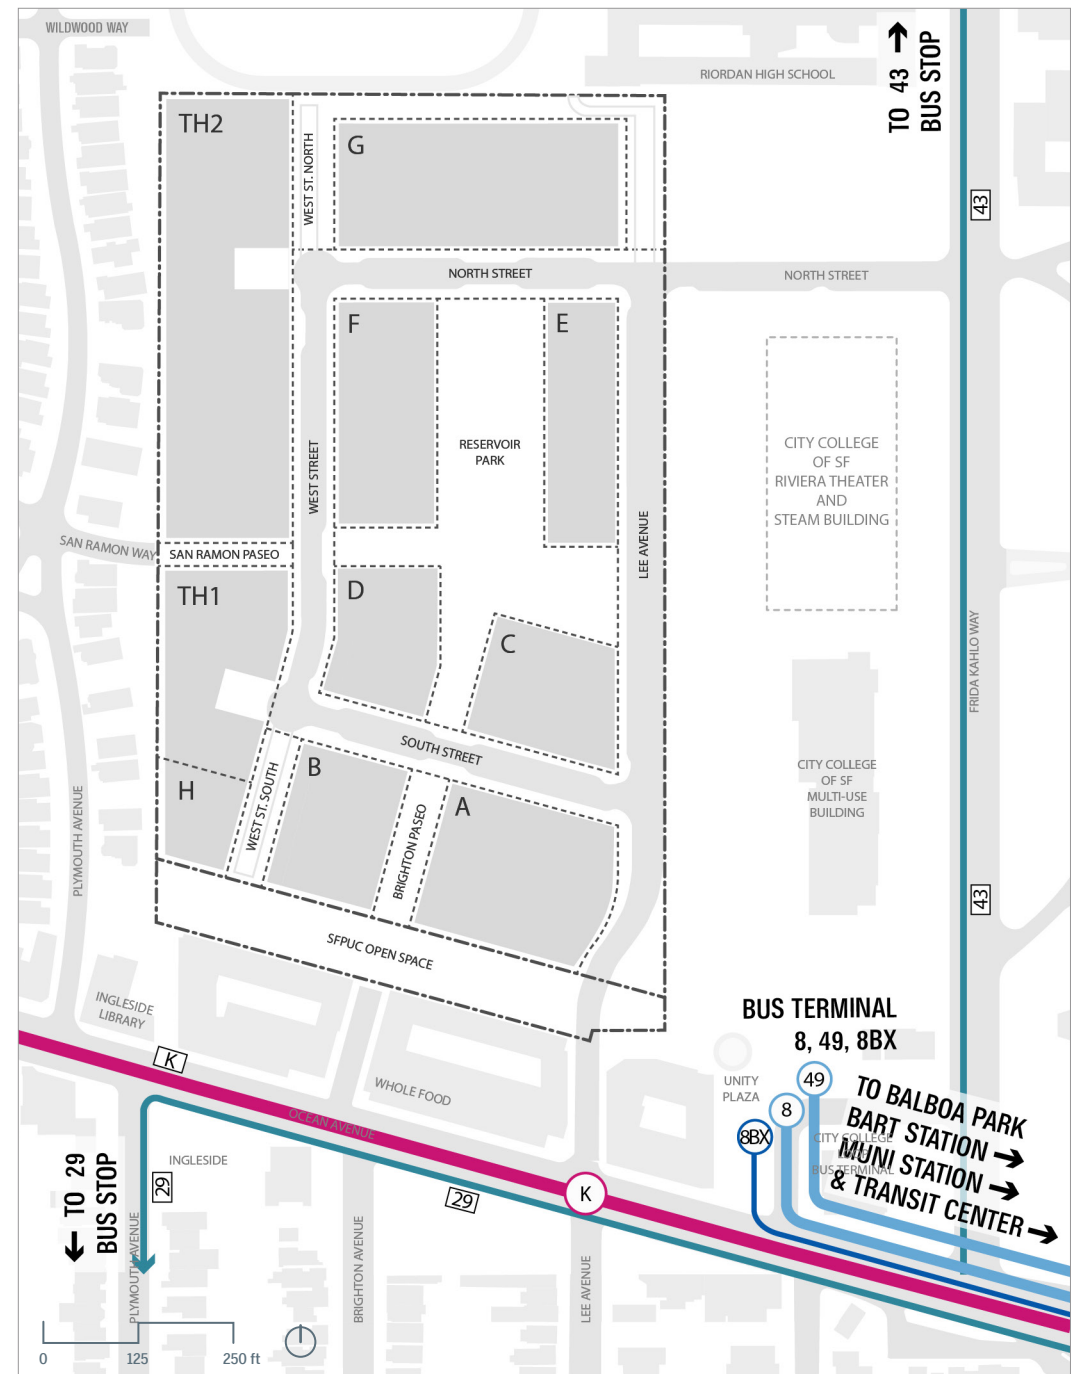 WILDWOOD WAY
TO 43
BUS STOP
RIORDAN HIGH SCHOOL
TH2
WEST ST. NORTH
G
43
NORTH STREET
NORTH STREET
F
E
RESERVOIR
PARK
WEST STREET
CITY COLLEGE
OF SF
RIVIERA THEATER
AND
STEAM BUILDING
LEE AVENUE
SAN RAMON WAY
SAN RAMON PASEO
TH1
D
C
FRIDA KAHLO WAY
SOUTH STREET
B
H
WEST ST. SOUTH
A
BRIGHTON PASEO
CITY COLLEGE
OF SF
MULTI-USE
BUILDING
PLYMOUTH AVENUE
43
SFPUC OPEN SPACE
INGLESIDE
LIBRARY
BUS TERMINAL
8, 49, 8BX
K
WHOLE FOOD
OCEAN AVENUE
UNITY
PLAZA
49
8
8BX
TO BALBOA PARK
BART STATION
MUNI STATION
& TRANSIT CENTER
CITY COLLEGE
LOOP
BUS TERMINAL
INGLESIDE
TO 29
BUS STOP
29
29
K
PLYMOUTH AVENUE
BRIGHTON AVENUE
LEE AVENUE
0 125 250 ft